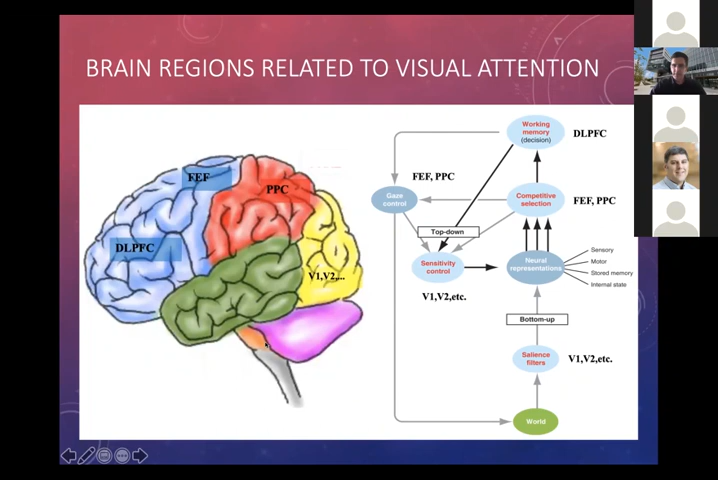 BRAIN REGIONS RELATED TO VISUAL ATTENTION
FEF
PPC
DLPFC
V1,V2,...
Working
memory
(decision)
DLPFC
FEF, PPC
Gaze
control
Competitive
selection
FEF, PPC
Top-down
Sensitivity
control
V1,V2,etc.
Neural
representations
Sensory
Motor
Stored memory
Internal state
Bottom-up
Salience
filters
V1,V2,etc.
World